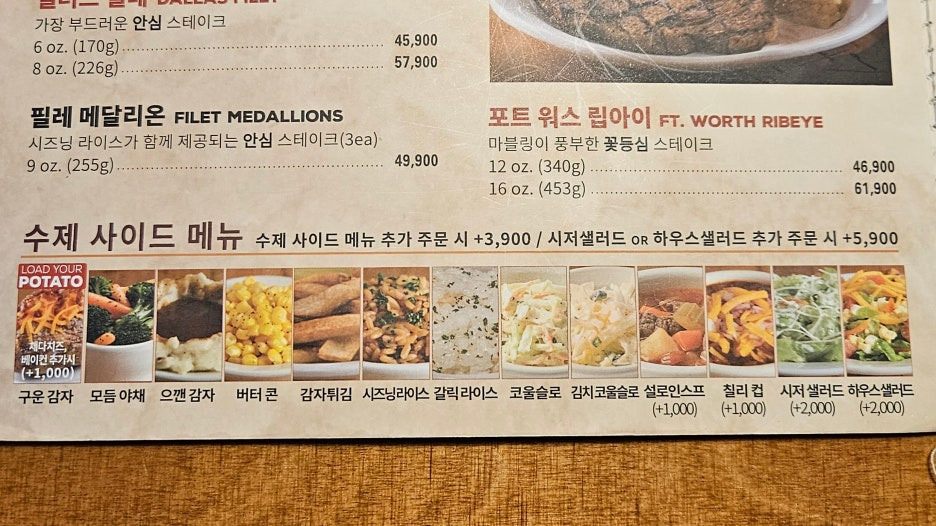 DALLAS FILET
가장 부드러운 안심 스테이크
6 oz. (170g) 45,900
8 oz. (226g) 57,900
필레 메달리온 FILET MEDALLIONS
시즈닝 라이스가 함께 제공되는 안심 스테이크(3ea)
9 oz. (255g) 49,900
포트 워스 립아이 FT. WORTH RIBEYE
마블링이 풍부한 꽃등심 스테이크
12 oz. (340g) 46,900
16 oz. (453g) 61,900
수제 사이드 메뉴 수제 사이드 메뉴 추가 주문 시 +3,900 / 시저샐러드 OR 하우스샐러드 추가 주문 시 +5,900
LOAD YOUR
POTATO
체다치즈,
베이컨 추가시
(+1,000)
구운 감자 모듬 야채 으깬 감자 버터 콘 감자튀김 시즈닝라이스 갈릭 라이스 코울슬로 김치코울슬로 설로인스프 칠리 컵 시저 샐러드 하우스샐러드
(+1,000) (+1,000) (+2,000) (+2,000)